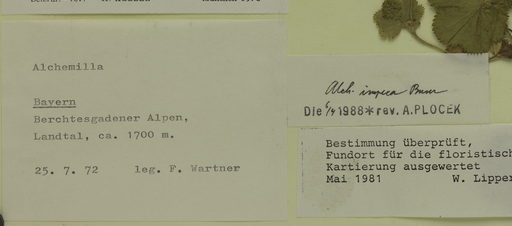 Alchemilla
Bayern
Berchtesgadener Alpen,
Landtal, ca. 1700 m.
25. 7. 72 leg. F. Wartner
Alch. impexa Buser
Die 6/4 1988* rev. A. PLOCEK
Bestimmung überprüft,
Fundort für die floristisch
Kartierung ausgewertet
Mai 1981 W. Lipper